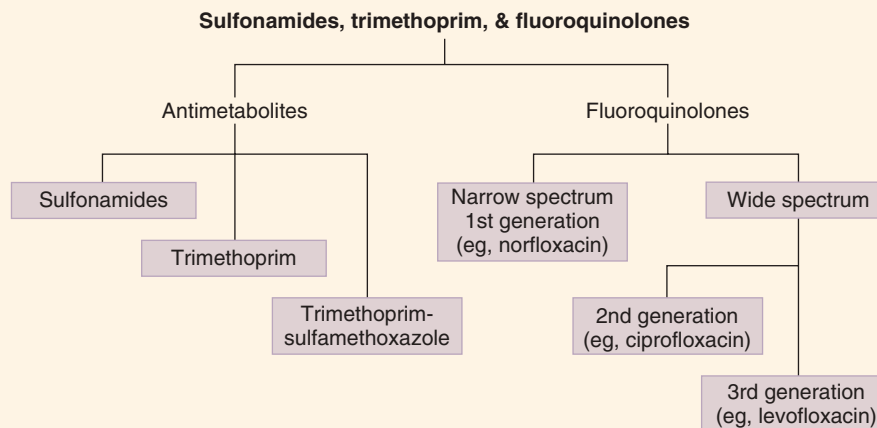 Sulfonamides, trimethoprim, & fluoroquinolones
Antimetabolites
Fluoroquinolones
Sulfonamides
Trimethoprim
Trimethoprim-
sulfamethoxazole
Narrow spectrum
1st generation
(eg, norfloxacin)
Wide spectrum
2nd generation
(eg, ciprofloxacin)
3rd generation
(eg, levofloxacin)